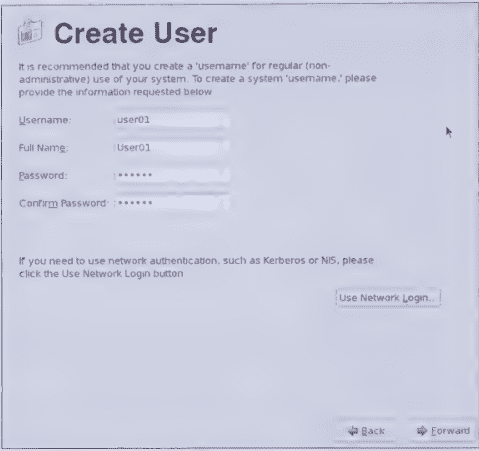 Create User
It is recommended that you create a 'username' for regular (non-
administrative) use of your system. To create a system 'username,' please
provide the information requested below
Username: user01
Full Name: User01
Password: ••••••
Confirm Password: ••••••
If you need to use network authentication, such as Kerberos or NIS, please
click the Use Network Login button
Use Network Login..
Back Forward